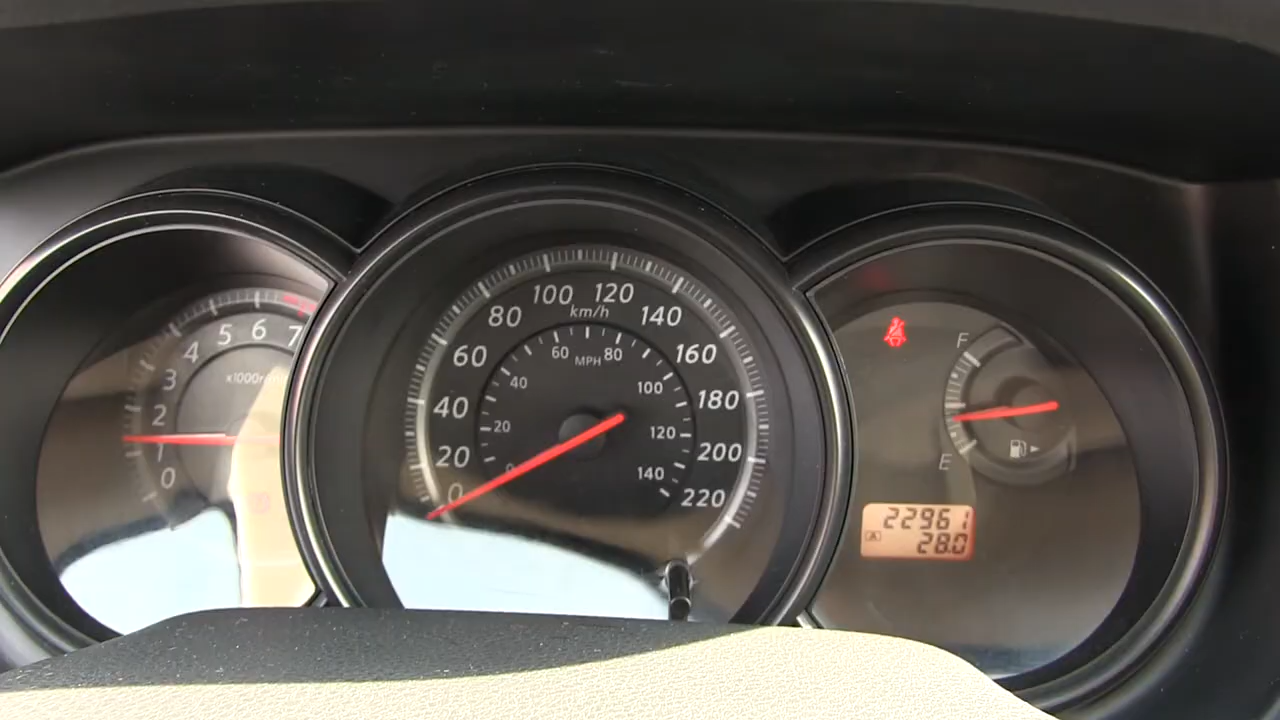 0 1 2 3 4 5 6 7
x1000r/min
0 20 40 60 80 100 120 140 160 180 200 220
km/h
0 20 40 60 80 100 120 140
MPH
F
E
22961
A 28.0